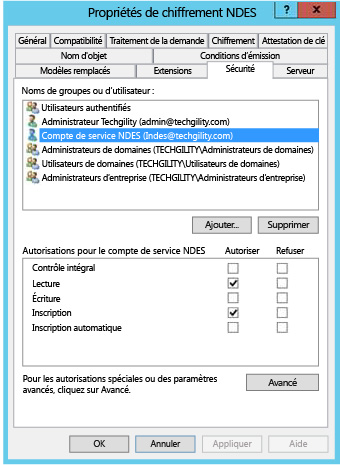 Propriétés de chiffrement NDES
? x
Général Compatibilité Traitement de la demande Chiffrement Attestation de clé
Nom d'objet Conditions d'émission
Modèles remplacés Extensions Sécurité Serveur
Noms de groupes ou d'utilisateur :
Utilisateurs authentifiés
Administrateur Techgility (admin@techgility.com)
Compte de service NDES (Indes@techgility.com)
Administrateurs de domaines (TECHGILITY\Administrateurs de domaines)
Utilisateurs de domaines (TECHGILITY\Utilisateurs de domaines)
Administrateurs d'entreprise (TECHGILITY\Administrateurs d'entreprise)
Ajouter... Supprimer
Autorisations pour le compte de service NDES Autoriser Refuser
Contrôle intégral
Lecture
Écriture
Inscription
Inscription automatique
Pour les autorisations spéciales ou des paramètres
avancés, cliquez sur Avancé.
Avancé
OK Annuler Appliquer Aide